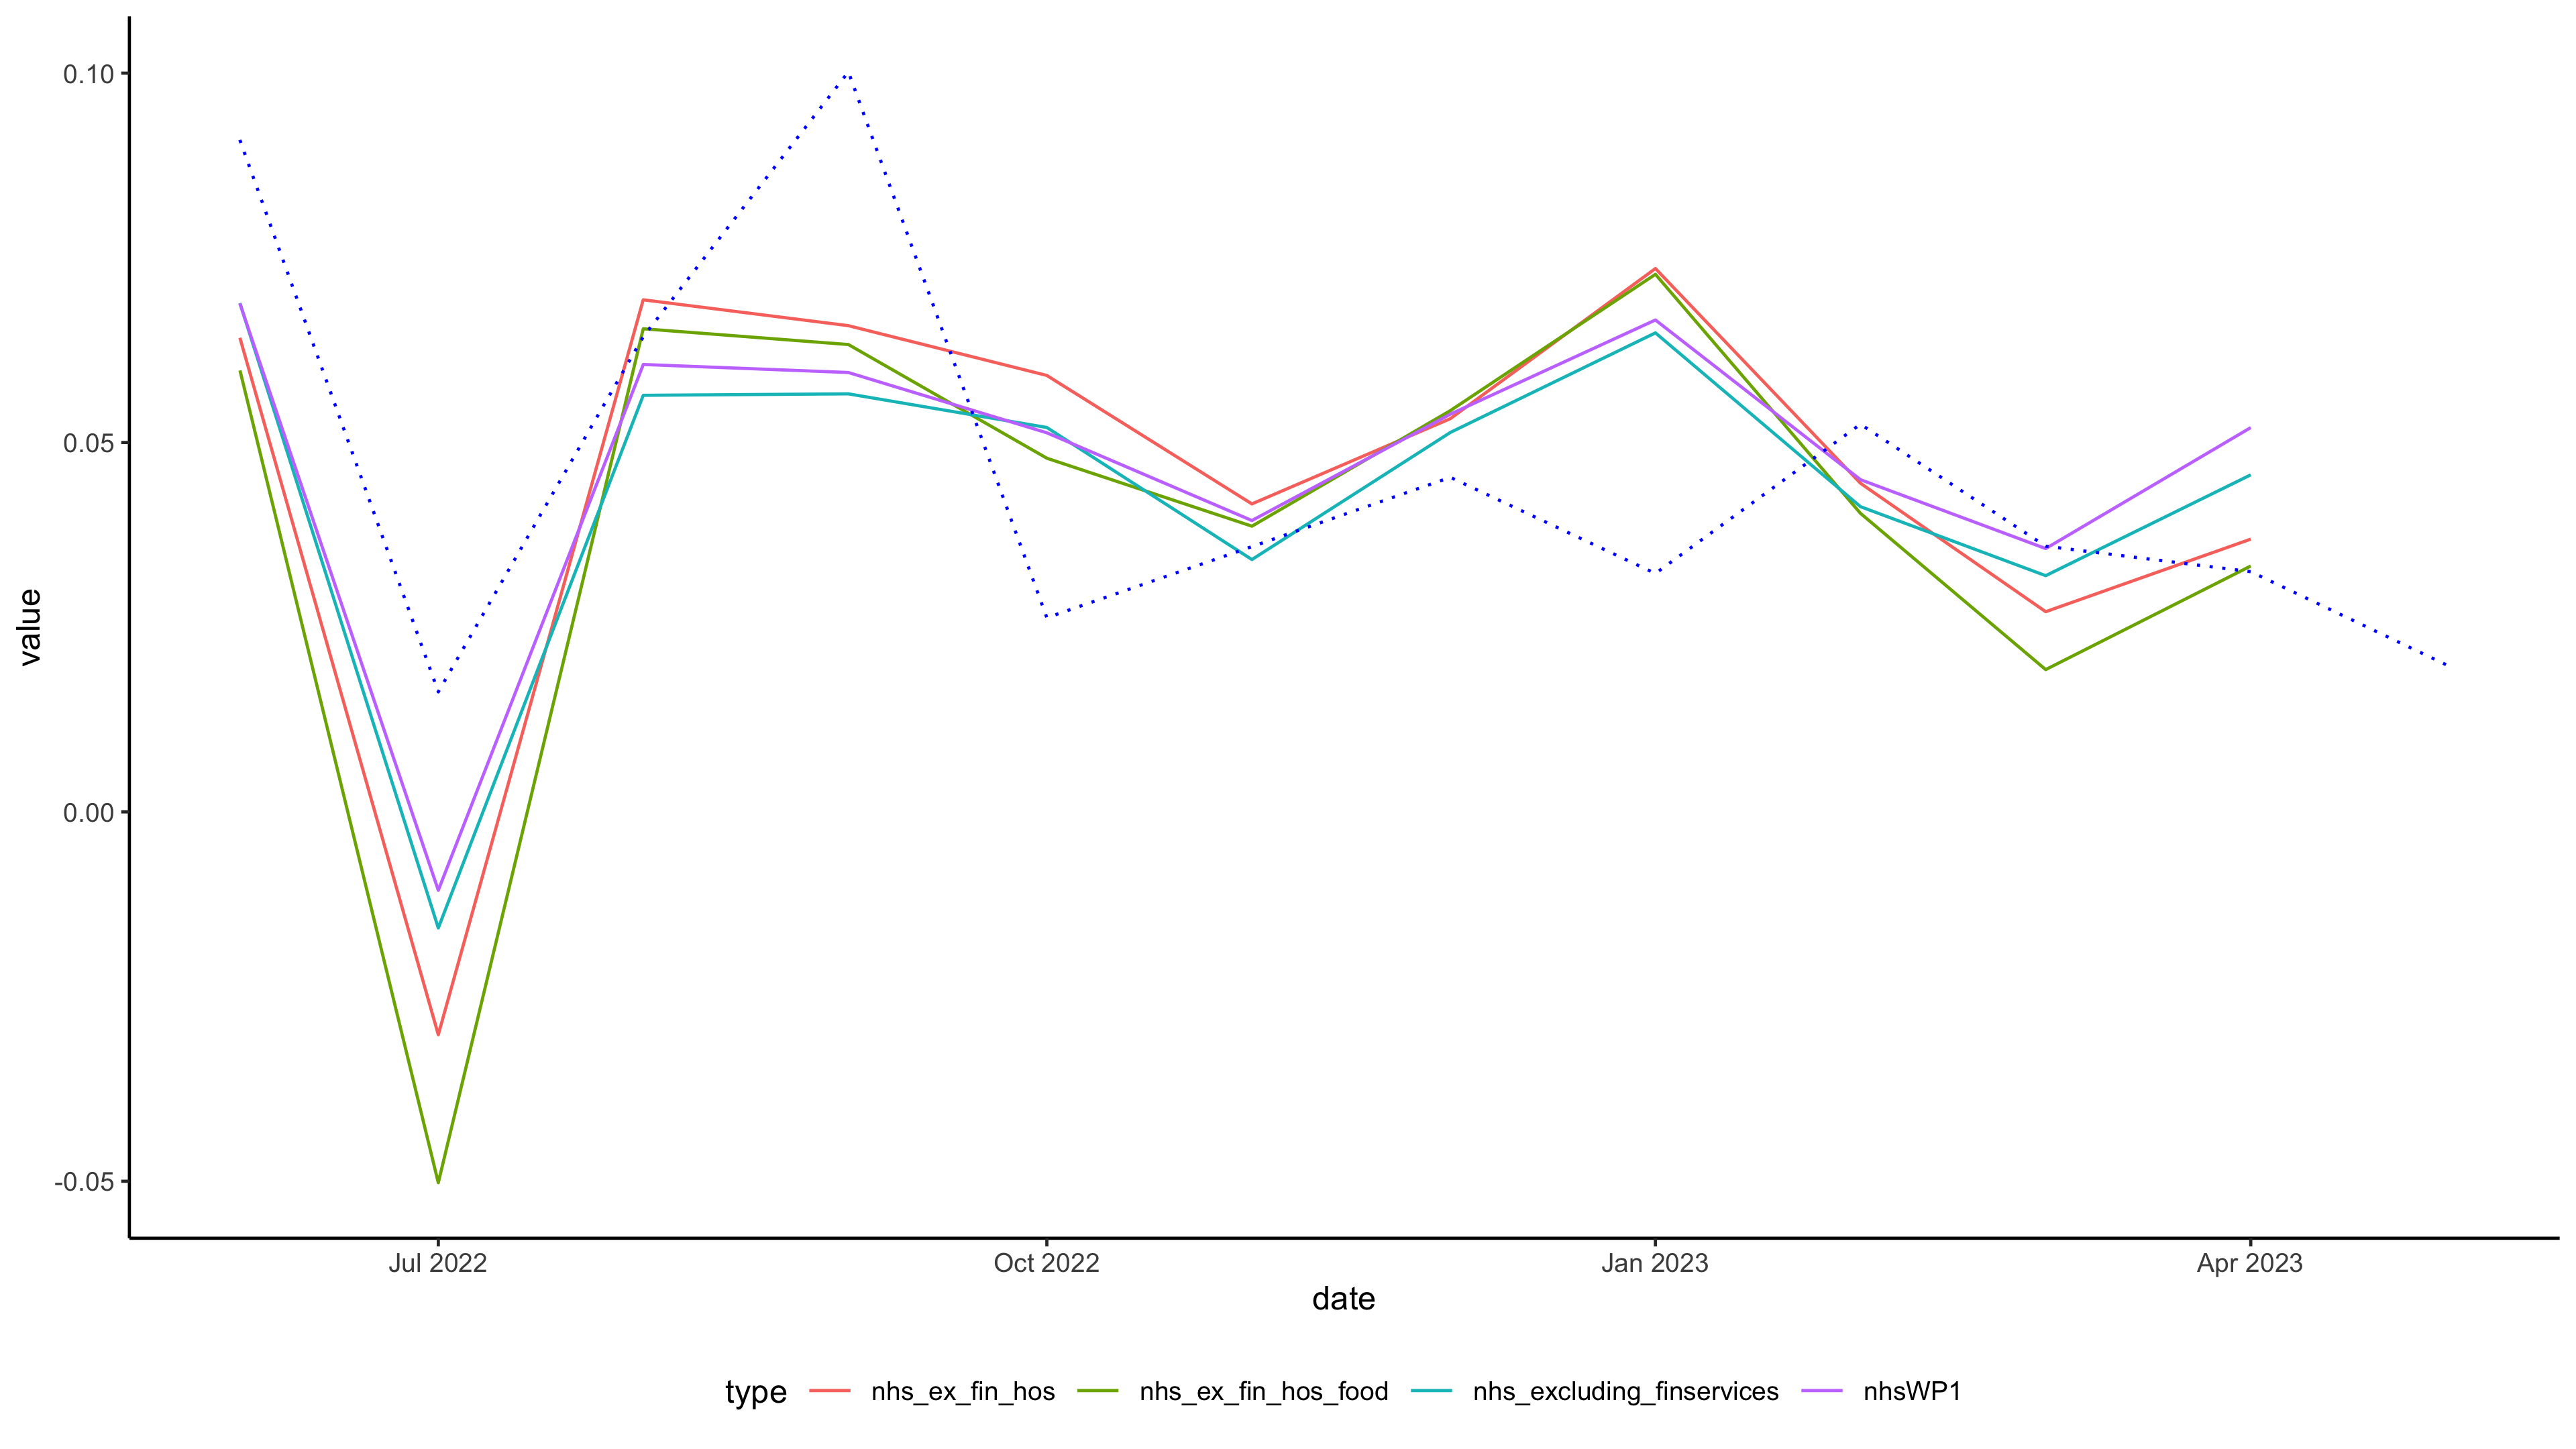 value
0.10
0.05
0.00
-0.05
Jul 2022 Oct 2022 Jan 2023 Apr 2023
date
type nhs_ex_fin_hos nhs_ex_fin_hos_food nhs_excluding_finservices nhsWP1